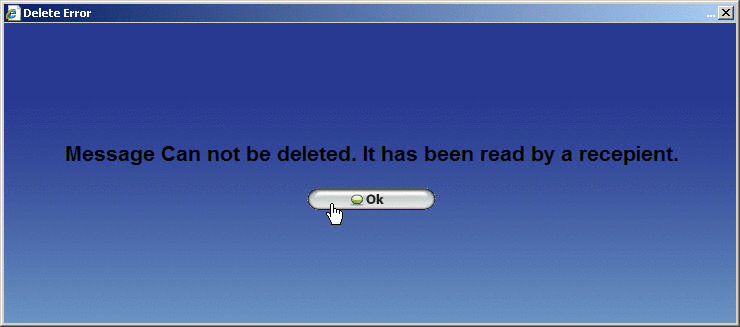 Delete Error
...
Message Can not be deleted. It has been read by a recepient.
Ok